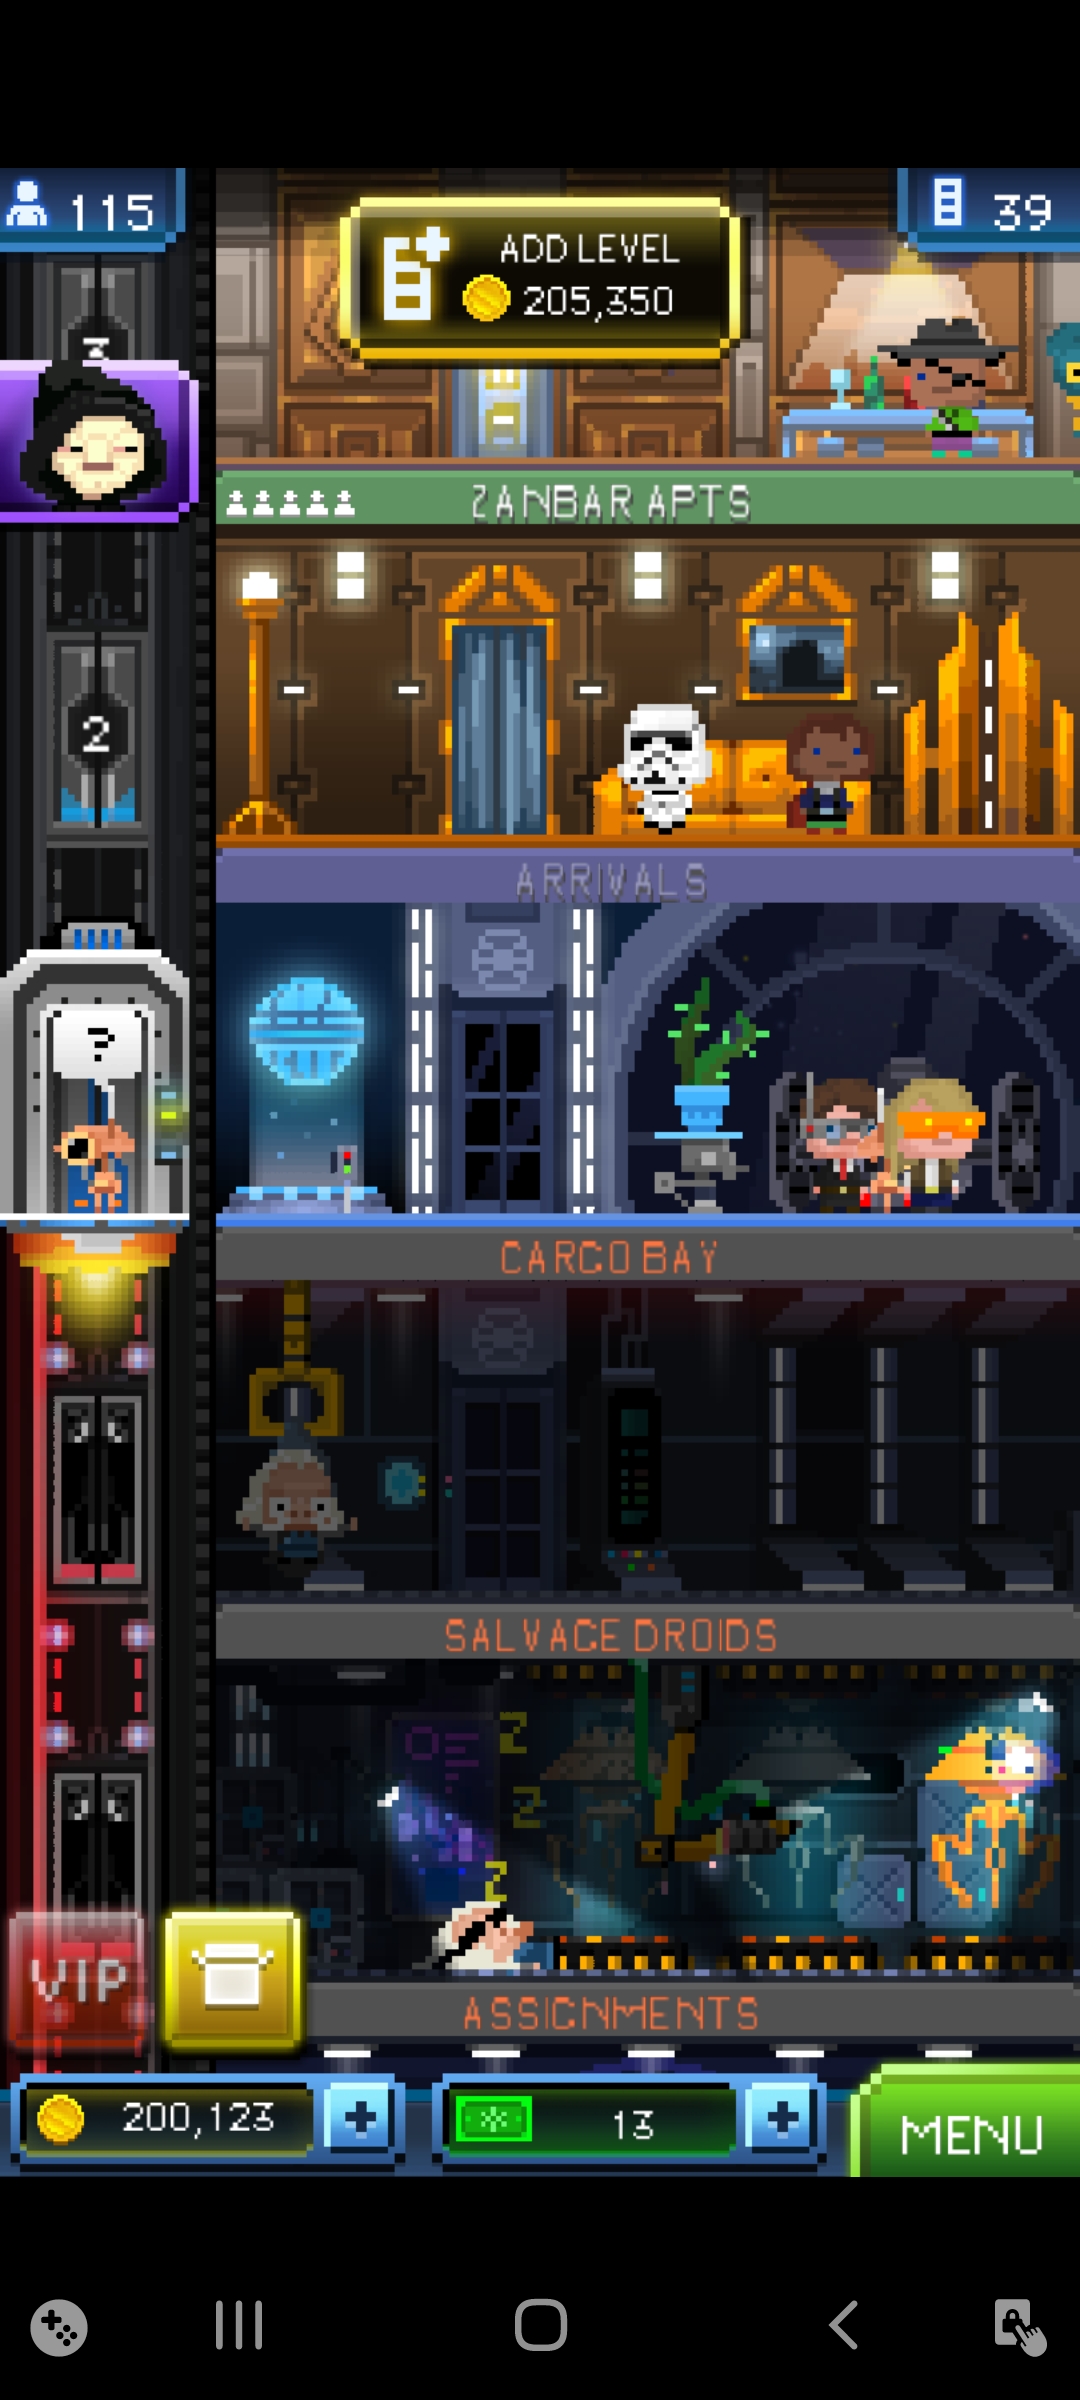 115
ADD LEVEL
205,350
39
3
ZANBAR APTS
2
ARRIVALS
?
CARGO BAY
SALVAGE DROIDS
Z
Z
Z
VIP
ASSIGNMENTS
200,123
13
MENU